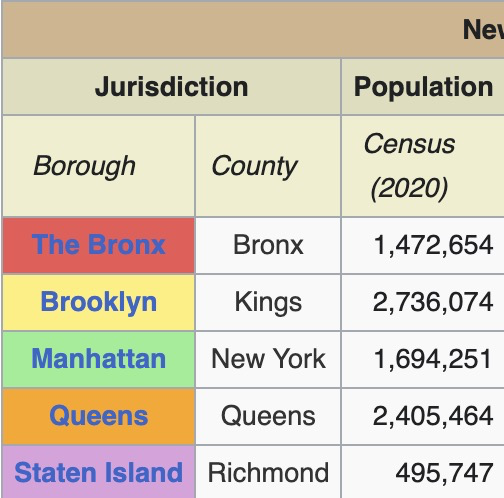 Jurisdiction Population
Borough County Census
(2020)
The Bronx Bronx 1,472,654
Brooklyn Kings 2,736,074
Manhattan New York 1,694,251
Queens Queens 2,405,464
Staten Island Richmond 495,747